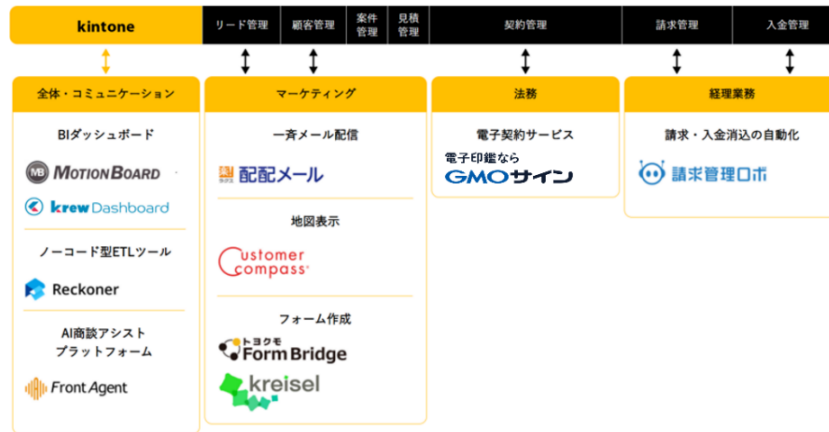 kintone
リード管理
顧客管理
案件
管理
見積
管理
契約管理
請求管理
入金管理
全体・コミュニケーション
BIダッシュボード
MB MOTIONBOARD
krewDashboard
ノーコード型ETLツール
Reckoner
AI商談アシスト
プラットフォーム
FrontAgent
マーケティング
一斉メール配信
配配メール
地図表示
Customer
compass
フォーム作成
トヨクモ
FormBridge
kreisel
法務
電子契約サービス
電子印鑑なら
GMOサイン
経理業務
請求・入金消込の自動化
請求管理ロボ